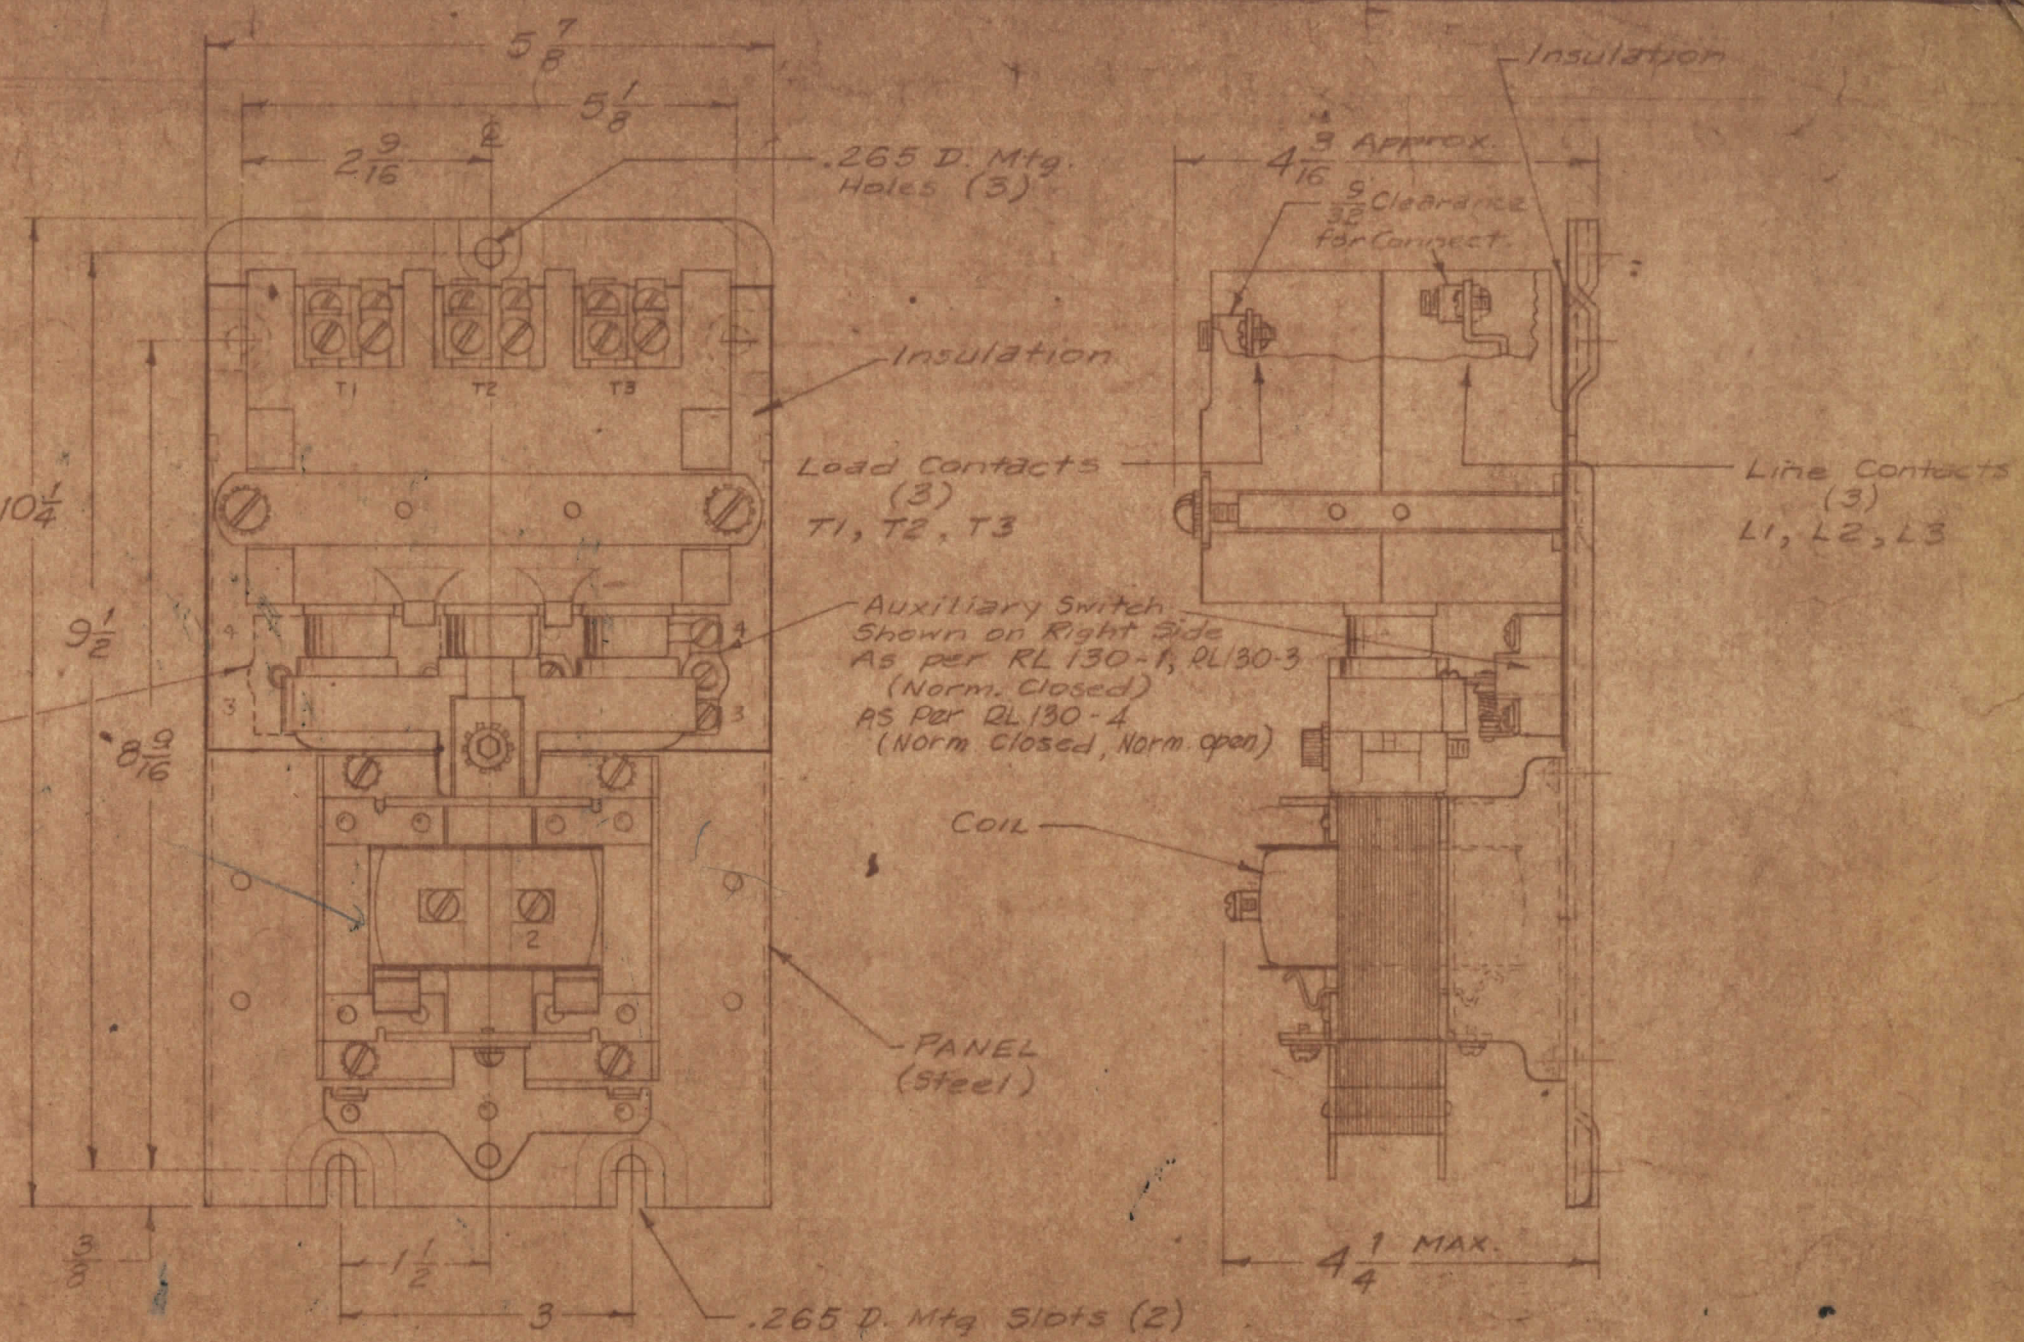 5 7/8
5 1/8
2 9/16
.265 D. Mtg.
Holes (3)
Insulation
4 3/16 Approx.
9/32 Clearance
for Connect.
T1 T2 T3
Insulation
Load Contacts
(3)
T1, T2, T3
Line Contacts
(3)
L1, L2, L3
10 1/4
9 1/2
8 9/16
4
3
4
3
Auxiliary Switch
Shown on Right Side
As per RL 130-1, RL130-3
(Norm. Closed)
As Per RL130-4
(Norm Closed, Norm. open)
COIL
2
PANEL
(Steel)
3/8
1 1/2
3
.265 D. Mtg Slots (2)
4 1/4 MAX.